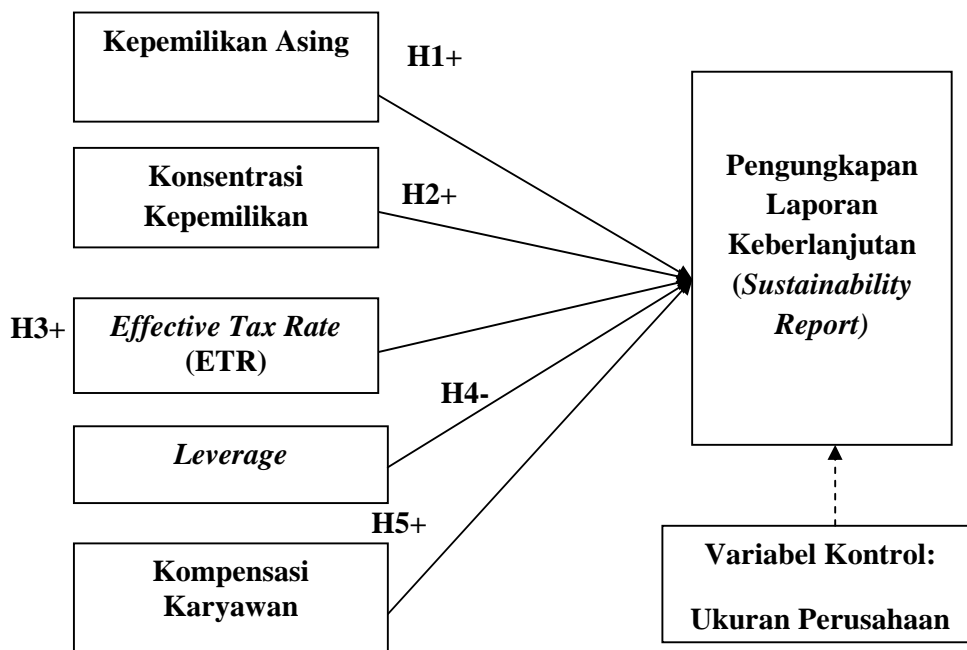 Kepemilikan Asing
H1+
Konsentrasi
Kepemilikan
H2+
H3+
Effective Tax Rate
(ETR)
Leverage
H4-
Kompensasi
Karyawan
H5+
Pengungkapan
Laporan
Keberlanjutan
(Sustainability
Report)
Variabel Kontrol:
Ukuran Perusahaan